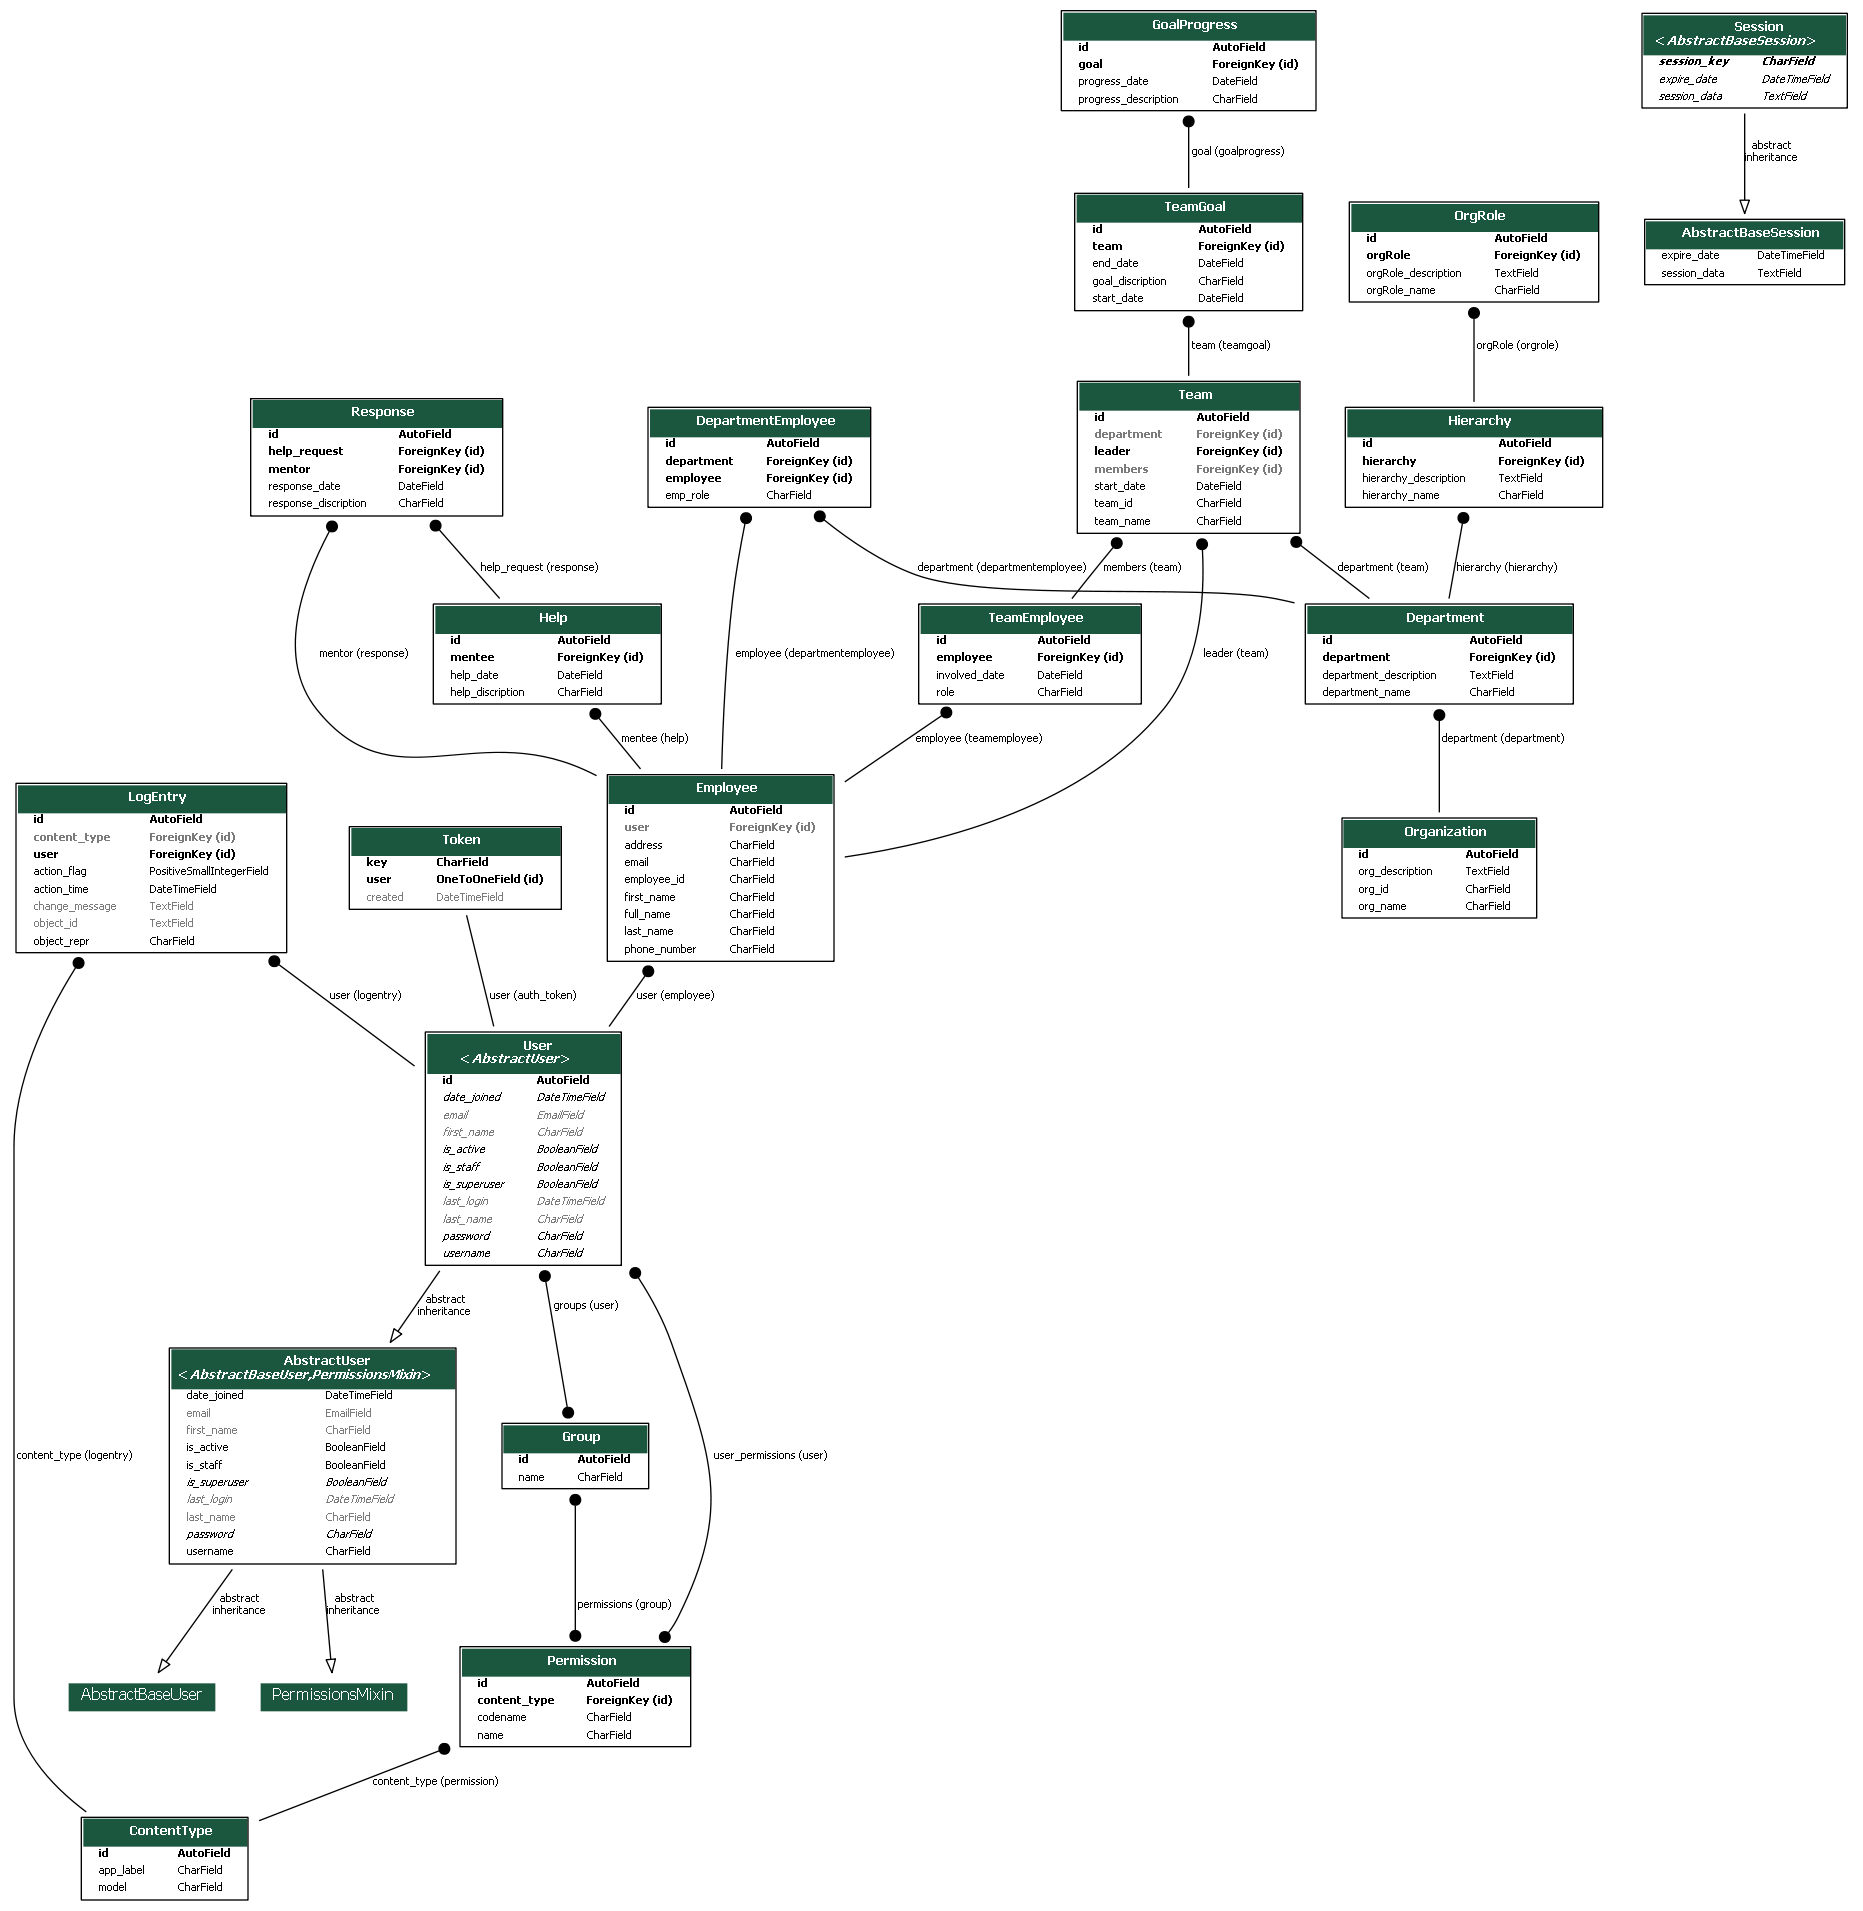 GoalProgress
id AutoField
goal ForeignKey (id)
progress_date DateField
progress_description CharField
Session
<AbstractBaseSession>
session_key CharField
expire_date DateTimeField
session_data TextField
goal (goalprogress)
abstract
inheritance
TeamGoal
id AutoField
team ForeignKey (id)
end_date DateField
goal_discription CharField
start_date DateField
OrgRole
id AutoField
orgRole ForeignKey (id)
orgRole_description TextField
orgRole_name CharField
AbstractBaseSession
expire_date DateTimeField
session_data TextField
team (teamgoal)
orgRole (orgrole)
Response
id AutoField
help_request ForeignKey (id)
mentor ForeignKey (id)
response_date DateField
response_discription CharField
DepartmentEmployee
id AutoField
department ForeignKey (id)
employee ForeignKey (id)
emp_role CharField
Team
id AutoField
department ForeignKey (id)
leader ForeignKey (id)
members ForeignKey (id)
start_date DateField
team_id CharField
team_name CharField
Hierarchy
id AutoField
hierarchy ForeignKey (id)
hierarchy_description TextField
hierarchy_name CharField
help_request (response)
department (departmentemployee)
members (team)
department (team)
hierarchy (hierarchy)
Help
id AutoField
mentee ForeignKey (id)
help_date DateField
help_discription CharField
TeamEmployee
id AutoField
employee ForeignKey (id)
involved_date DateField
role CharField
Department
id AutoField
department ForeignKey (id)
department_description TextField
department_name CharField
mentor (response)
employee (departmentemployee)
leader (team)
mentee (help)
employee (teamemployee)
department (department)
LogEntry
id AutoField
content_type ForeignKey (id)
user ForeignKey (id)
action_flag PositiveSmallIntegerField
action_time DateTimeField
change_message TextField
object_id TextField
object_repr CharField
Token
key CharField
user OneToOneField (id)
created DateTimeField
Employee
id AutoField
user ForeignKey (id)
address CharField
email CharField
employee_id CharField
first_name CharField
full_name CharField
last_name CharField
phone_number CharField
Organization
id AutoField
org_description TextField
org_id CharField
org_name CharField
user (logentry)
user (auth_token)
user (employee)
User
<AbstractUser>
id AutoField
date_joined DateTimeField
email EmailField
first_name CharField
is_active BooleanField
is_staff BooleanField
is_superuser BooleanField
last_login DateTimeField
last_name CharField
password CharField
username CharField
abstract
inheritance
groups (user)
AbstractUser
<AbstractBaseUser,PermissionsMixin>
date_joined DateTimeField
email EmailField
first_name CharField
is_active BooleanField
is_staff BooleanField
is_superuser BooleanField
last_login DateTimeField
last_name CharField
password CharField
username CharField
Group
id AutoField
name CharField
content_type (logentry)
user_permissions (user)
abstract
inheritance
abstract
inheritance
permissions (group)
AbstractBaseUser
PermissionsMixin
Permission
id AutoField
content_type ForeignKey (id)
codename CharField
name CharField
content_type (permission)
ContentType
id AutoField
app_label CharField
model CharField